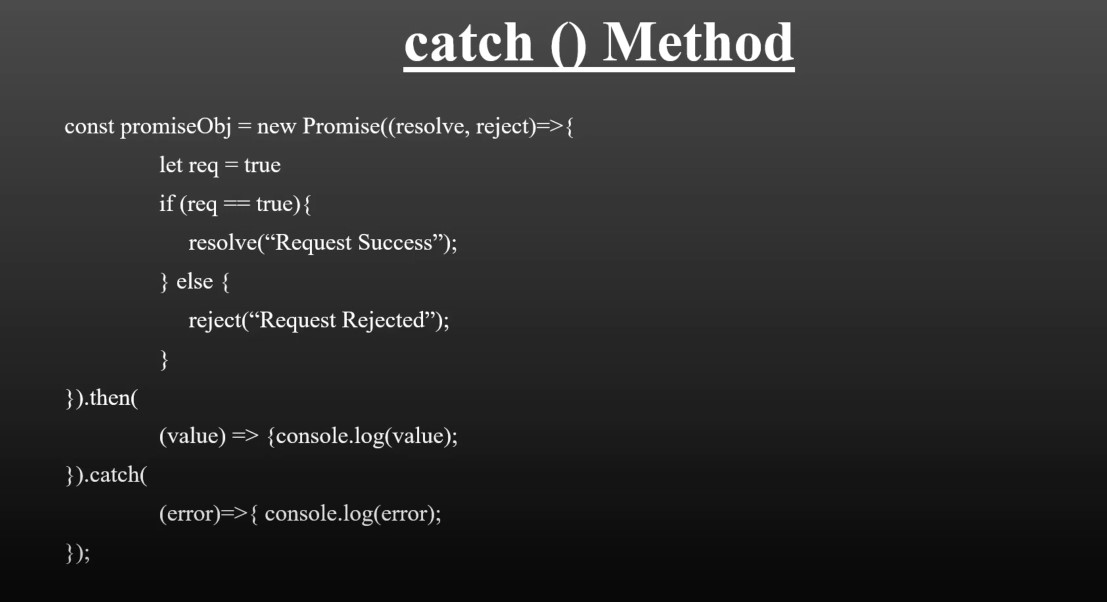 catch () Method
const promiseObj = new Promise((resolve, reject)=>{
let req = true
if (req == true){
resolve(“Request Success”);
} else {
reject(“Request Rejected”);
}
}).then(
(value) => {console.log(value);
}).catch(
(error)=>{ console.log(error);
});